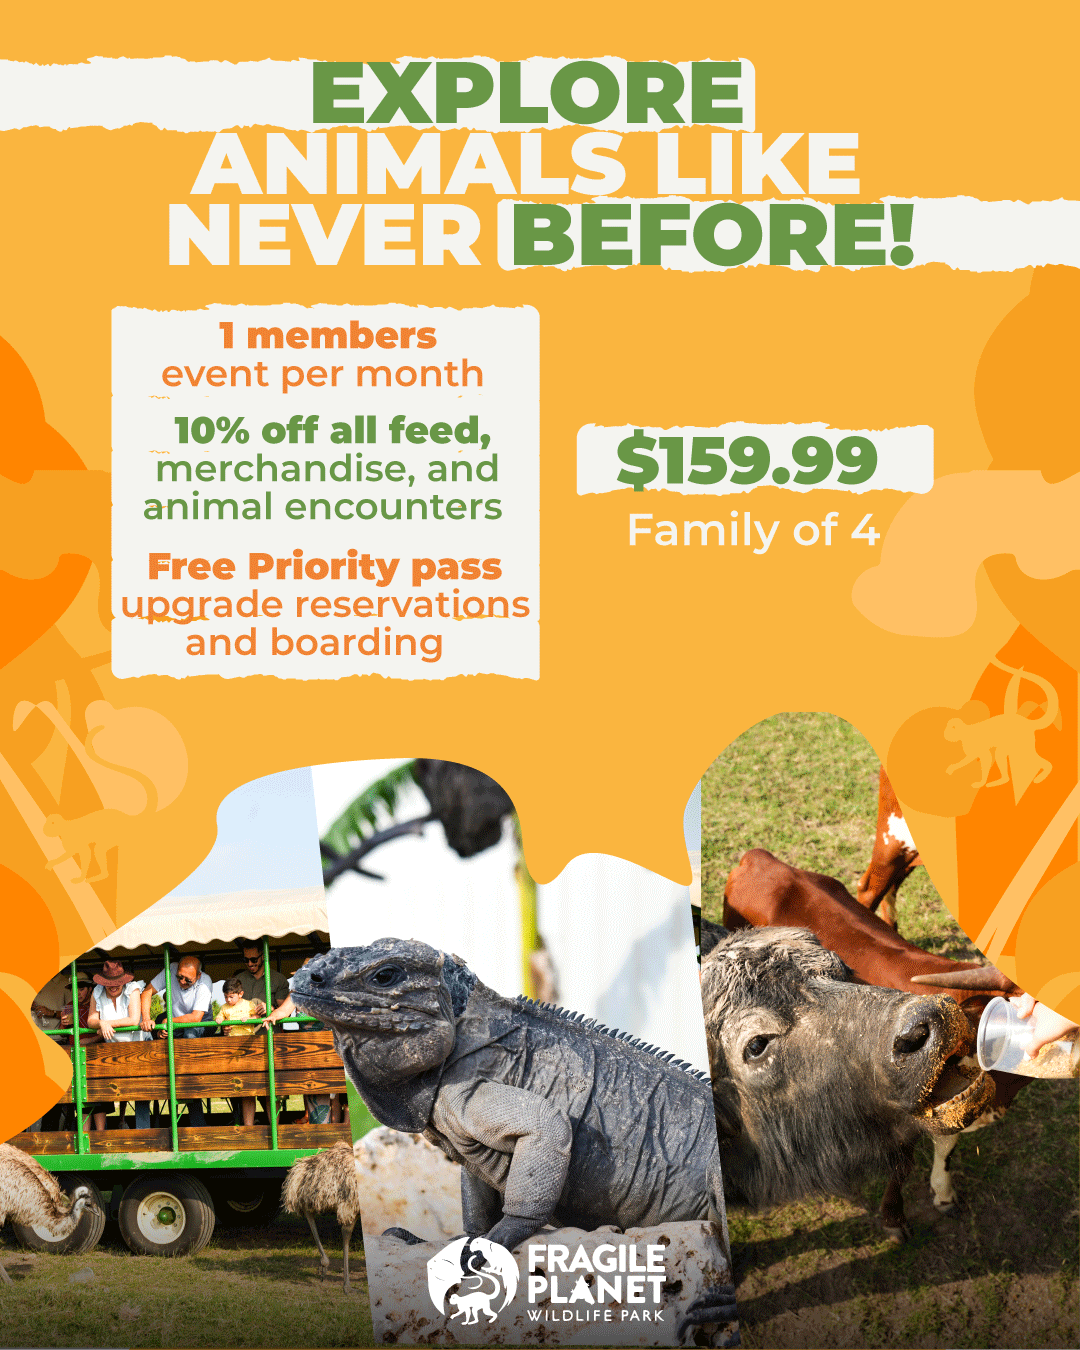 EXPLORE
ANIMALS LIKE
NEVER BEFORE!
1 members
event per month
10% off all feed,
merchandise, and
animal encounters
Free Priority pass
upgrade reservations
and boarding
$159.99
Family of 4
FRAGILE
PLANET
WILDLIFE PARK